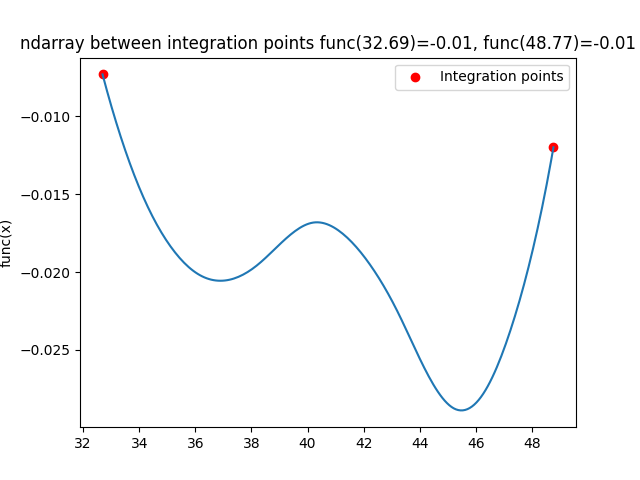 ndarray between integration points func(32.69)=-0.01, func(48.77)=-0.01
Integration points
func(x)
−0.010
−0.015
−0.020
−0.025
32 34 36 38 40 42 44 46 48